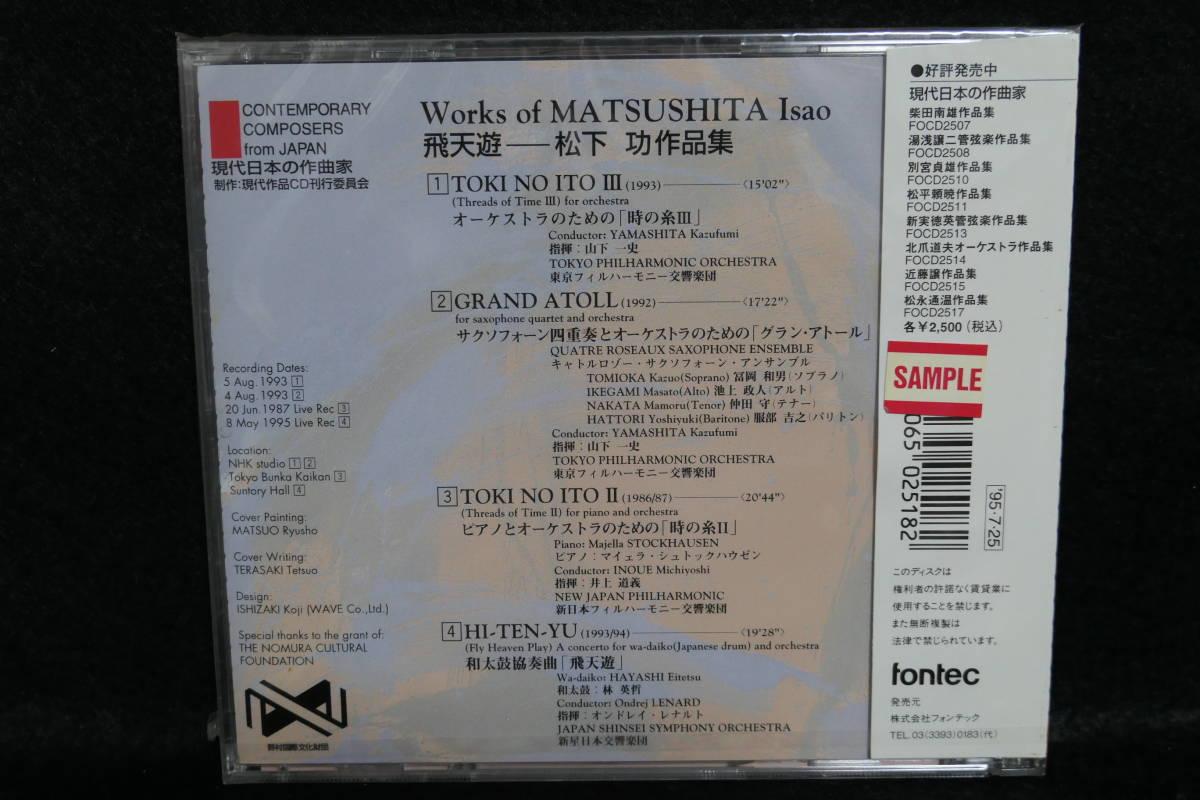 CONTEMPORARY
COMPOSERS
from JAPAN
現代日本の作曲家
制作:現代作品CD刊行委員会
Works of MATSUSHITA Isao
飛天遊——松下 功作品集
1 TOKI NO ITO III (1993) ——— 〈15'02"〉
(Threads of Time III) for orchestra
オーケストラのための「時の糸III」
Conductor: YAMASHITA Kazufumi
指揮:山下 一史
TOKYO PHILHARMONIC ORCHESTRA
東京フィルハーモニー交響楽団
2 GRAND ATOLL (1992) ——— 〈17'22"〉
for saxophone quartet and orchestra
サクソフォーン四重奏とオーケストラのための「グラン・アトール」
QUATRE ROSEAUX SAXOPHONE ENSEMBLE
キャトルロゾー・サクソフォーン・アンサンブル
TOMIOKA Kazuo(Soprano) 冨岡 和男(ソプラノ)
IKEGAMI Masato(Alto) 池上 政人(アルト)
NAKATA Mamoru(Tenor) 仲田 守(テナー)
HATTORI Yoshiyuki(Baritone) 服部 吉之(バリトン)
Conductor: YAMASHITA Kazufumi
指揮:山下 一史
TOKYO PHILHARMONIC ORCHESTRA
東京フィルハーモニー交響楽団
3 TOKI NO ITO II (1986/87) ——— 〈20'44"〉
(Threads of Time II) for piano and orchestra
ピアノとオーケストラのための「時の糸II」
Piano: Majella STOCKHAUSEN
ピアノ:マイェラ・シュトックハウゼン
Conductor: INOUE Michiyoshi
指揮:井上 道義
NEW JAPAN PHILHARMONIC
新日本フィルハーモニー交響楽団
4 HI-TEN-YU (1993/94) ——— 〈19'28"〉
(Fly Heaven Play) A concerto for wa-daiko(Japanese drum) and orchestra
和太鼓協奏曲「飛天遊」
Wa-daiko: HAYASHI Eitetsu
和太鼓:林 英哲
Conductor: Ondrej LENARD
指揮:オンドレイ・レナルト
JAPAN SHINSEI SYMPHONY ORCHESTRA
新星日本交響楽団
Recording Dates:
5 Aug. 1993 1
4 Aug. 1993 2
20 Jun. 1987 Live Rec 3
8 May 1995 Live Rec 4
Location:
NHK studio 1 2
Tokyo Bunka Kaikan 3
Suntory Hall 4
Cover Painting:
MATSUO Ryusho
Cover Writing:
TERASAKI Tetsuo
Design:
ISHIZAKI Koji (WAVE Co.,Ltd.)
Special thanks to the grant of:
THE NOMURA CULTURAL
FOUNDATION
野村国際文化財団
●好評発売中
現代日本の作曲家
柴田南雄作品集
FOCD2507
湯浅譲二管弦楽作品集
FOCD2508
別宮貞雄作品集
FOCD2510
松平頼暁作品集
FOCD2511
新実徳英管弦楽作品集
FOCD2513
北爪道夫オーケストラ作品集
FOCD2514
近藤譲作品集
FOCD2515
松永通温作品集
FOCD2517
各¥2,500(税込)
SAMPLE
065 025182
'95・7・25
このディスクは
権利者の許諾なく賃貸業に
使用することを禁じます。
また無断複製は
法律で禁じられています。
fontec
発売元
株式会社フォンテック
TEL.03(3393)0183(代)